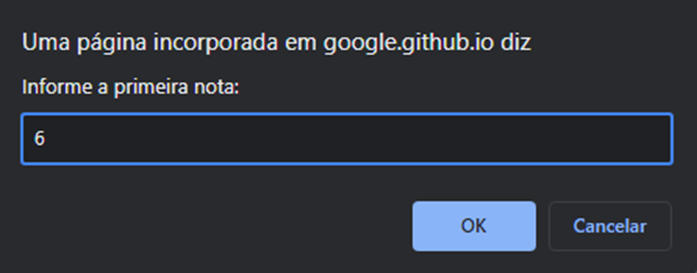 Uma página incorporada em google.github.io diz
Informe a primeira nota:
6
OK
Cancelar